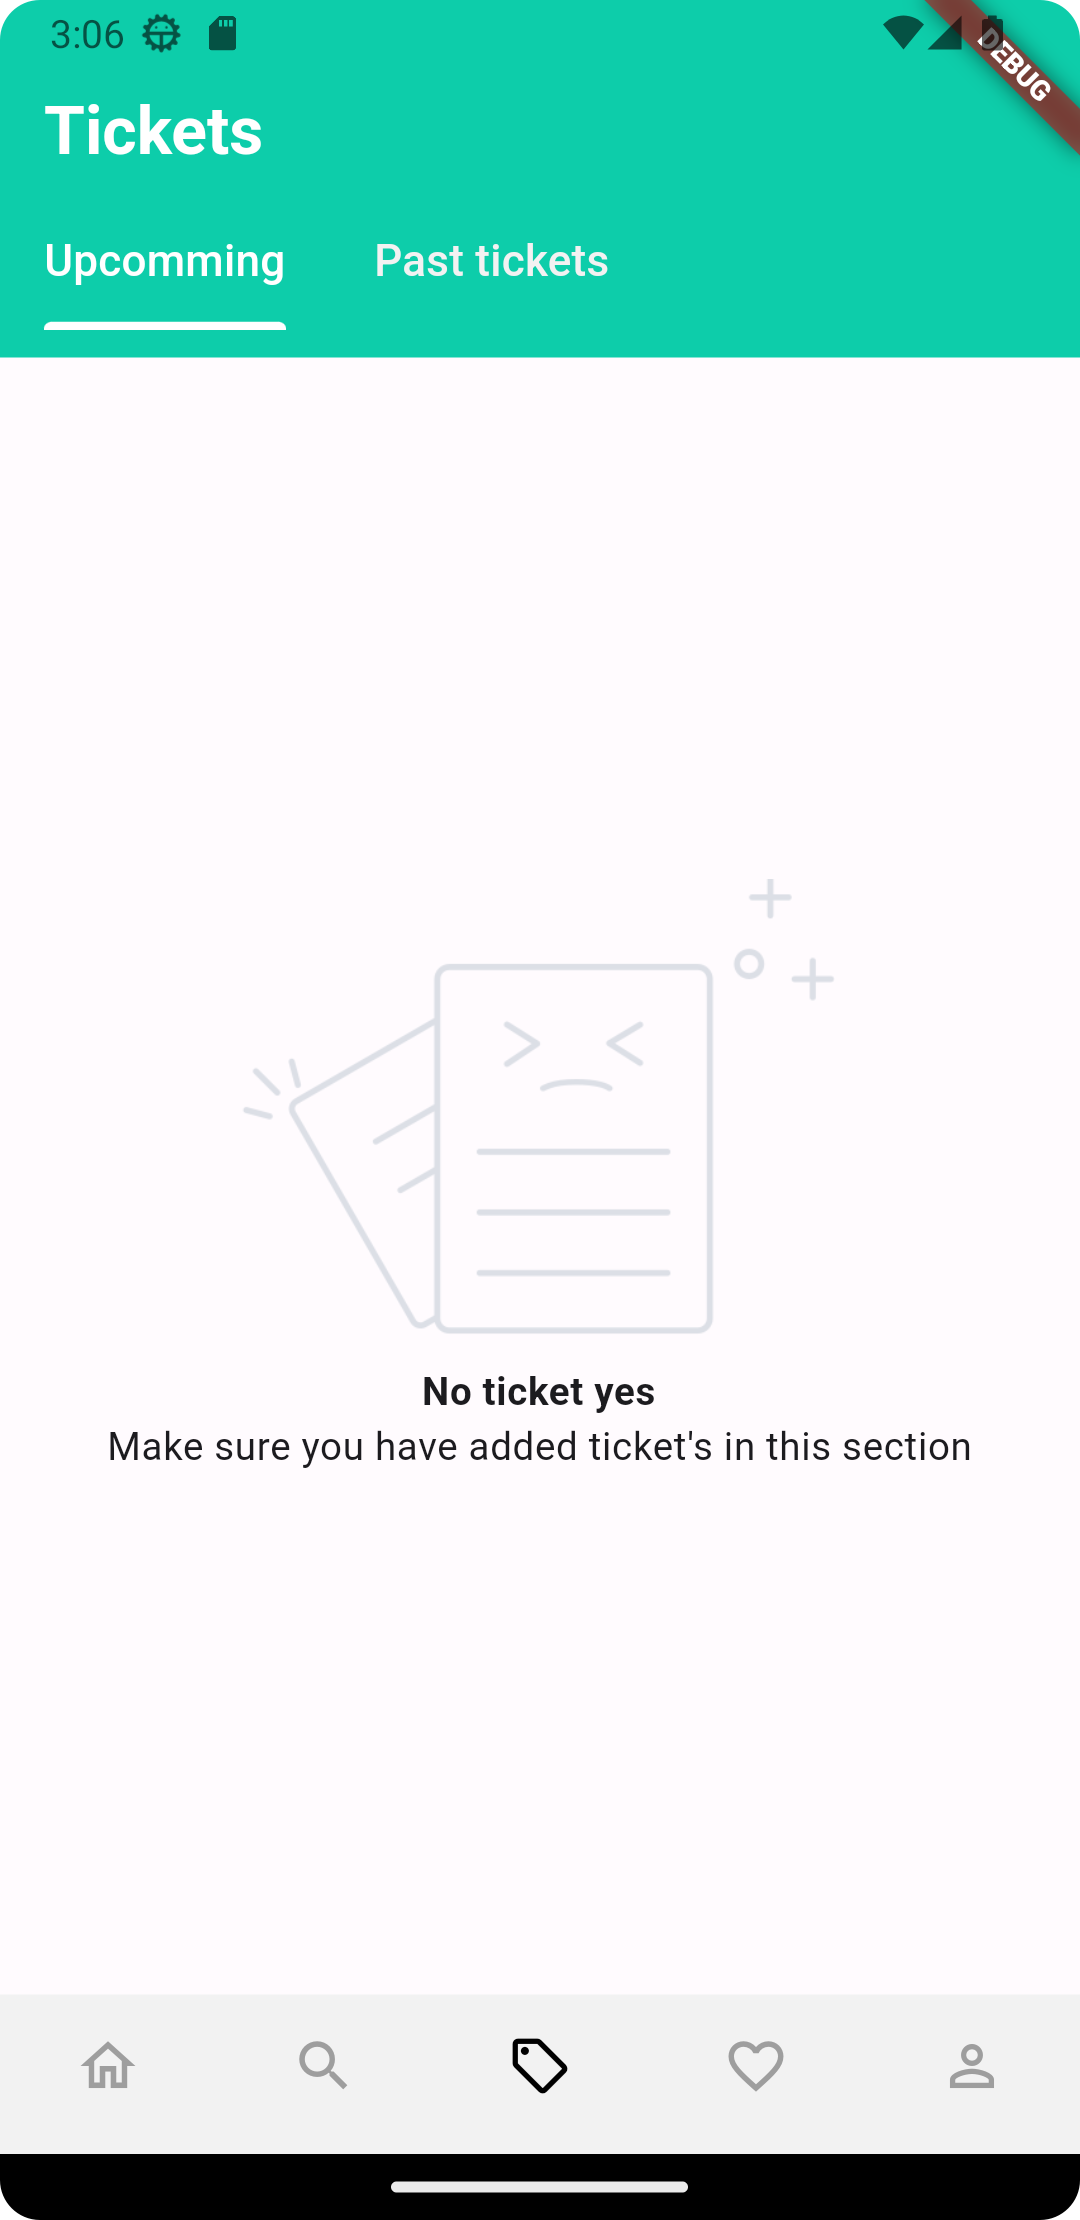 3:06
DEBUG
Tickets
Upcomming Past tickets
No ticket yes
Make sure you have added ticket's in this section